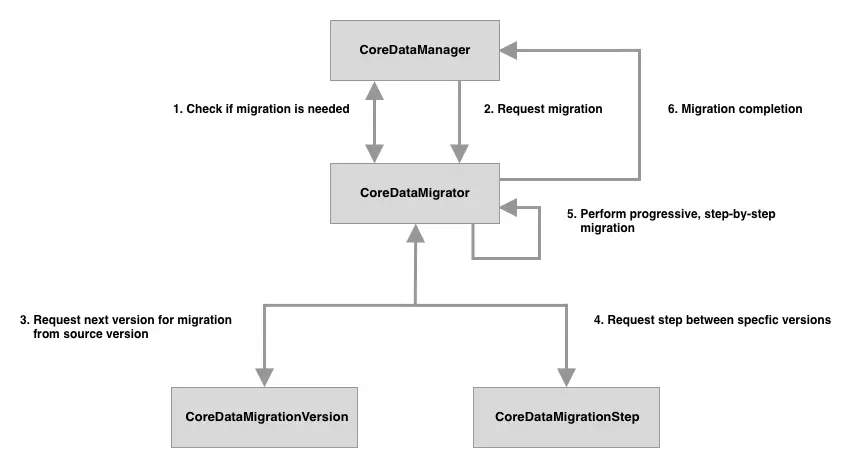 CoreDataManager
1. Check if migration is needed
2. Request migration
6. Migration completion
CoreDataMigrator
5. Perform progressive, step-by-step
migration
3. Request next version for migration
from source version
4. Request step between specfic versions
CoreDataMigrationVersion
CoreDataMigrationStep